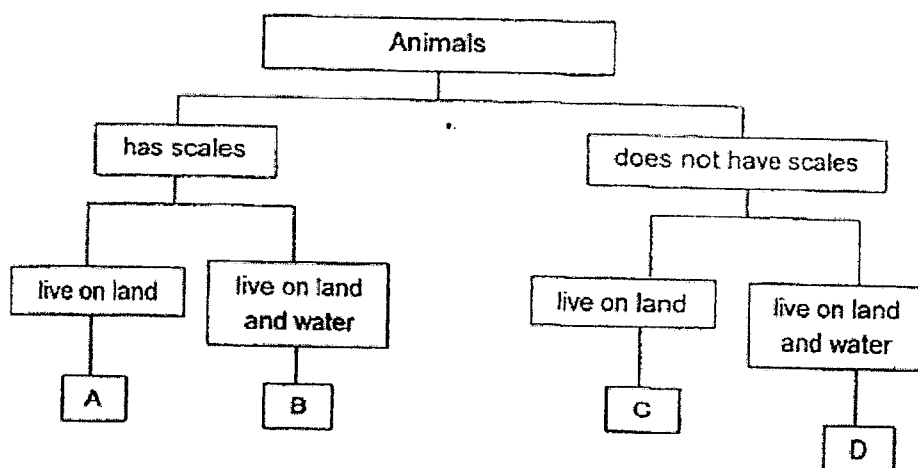 Animals
has scales
does not have scales
live on land
live on land
and water
live on land
live on land
and water
A
B
C
D